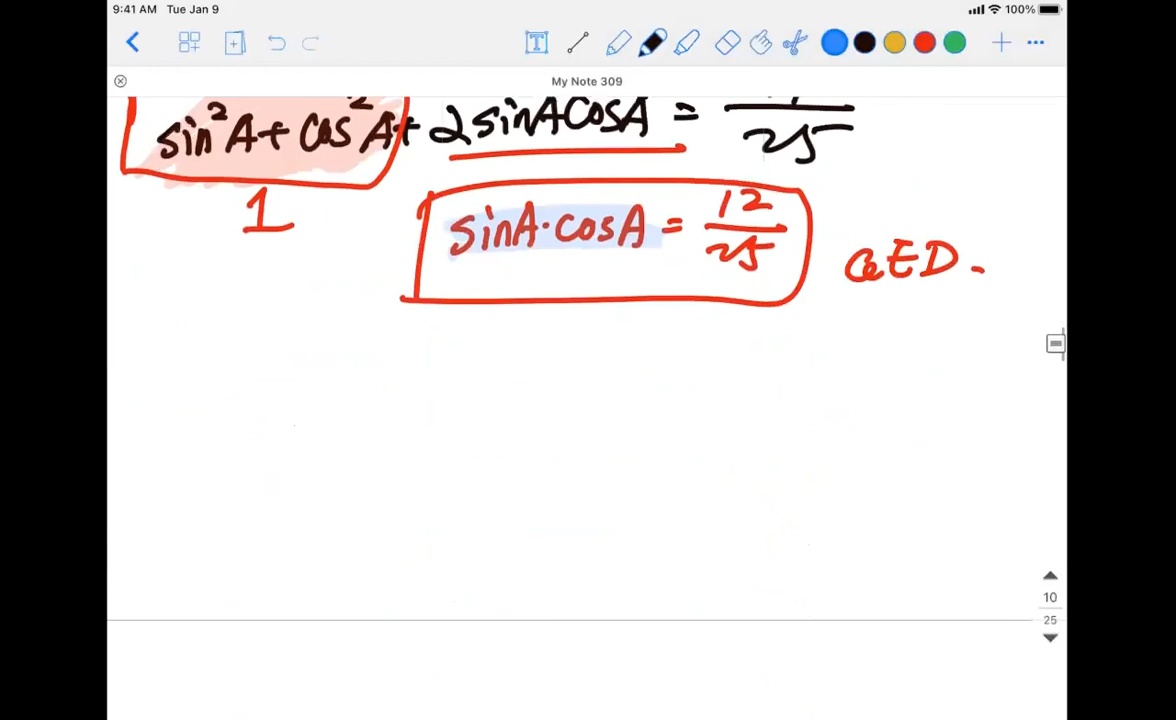 9:41 AM Tue Jan 9 100%
My Note 309
sin²A + cos²A + 2sinAcosA = /25
1
sinA·cosA = 12/25
QED.
10
25